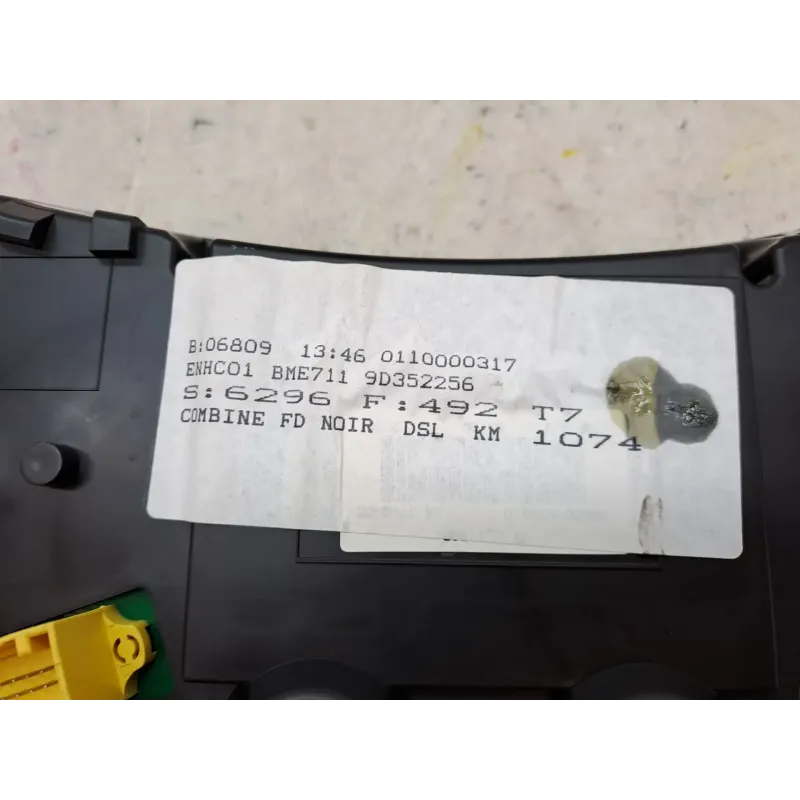 B:06809 13:46 0110000317
ENHC01 BME711 9D352256
S:6296 F:492 T7
COMBINE FD NOIR DSL KM 1074